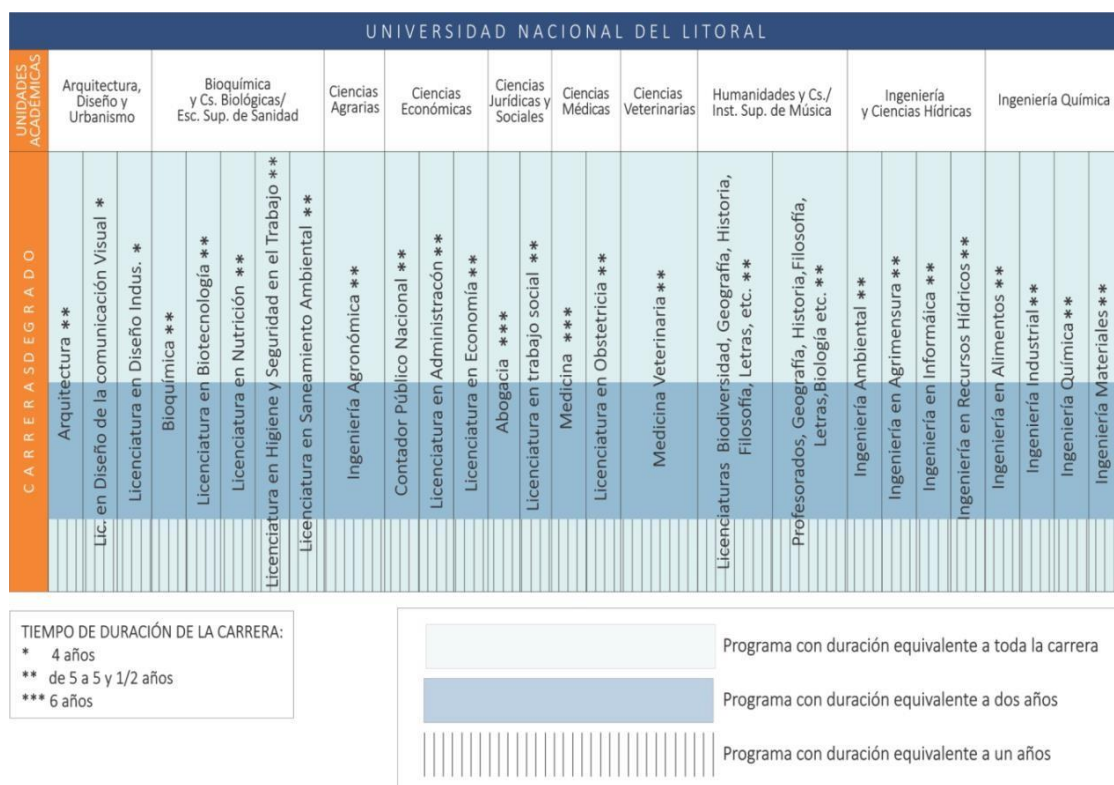 UNIVERSIDAD NACIONAL DEL LITORAL
UNIDADES
ACADÉMICAS
Arquitectura,
Diseño y
Urbanismo
Bioquímica
y Cs. Biológicas/
Esc. Sup. de Sanidad
Ciencias
Agrarias
Ciencias
Económicas
Ciencias
Jurídicas y
Sociales
Ciencias
Médicas
Ciencias
Veterinarias
Humanidades y Cs./
Inst. Sup. de Música
Ingeniería
y Ciencias Hídricas
Ingeniería Química
CARRERASDEGRADO
Arquitectura **
Lic. en Diseño de la comunicación Visual *
Licenciatura en Diseño Indus. *
Bioquímica **
Licenciatura en Biotecnología **
Licenciatura en Nutrición **
Licenciatura en Higiene y Seguridad en el Trabajo **
Licenciatura en Saneamiento Ambiental **
Ingeniería Agronómica **
Contador Público Nacional **
Licenciatura en Administracón **
Licenciatura en Economía **
Abogacia ***
Licenciatura en trabajo social **
Medicina ***
Licenciatura en Obstetricia **
Medicina Veterinaria **
Licenciaturas Biodiversidad, Geografía, Historia,
Filosofía, Letras, etc. **
Profesorados, Geografía, Historia,Filosofía,
Letras,Biología etc. **
Ingeniería Ambiental **
Ingeniería en Agrimensura **
Ingeniería en Informáica **
Ingeniería en Recursos Hídricos **
Ingeniería en Alimentos **
Ingeniería Industrial **
Ingeniería Química **
Ingeniería Materiales **
TIEMPO DE DURACIÓN DE LA CARRERA:
* 4 años
** de 5 a 5 y 1/2 años
*** 6 años
Programa con duración equivalente a toda la carrera
Programa con duración equivalente a dos años
Programa con duración equivalente a un años